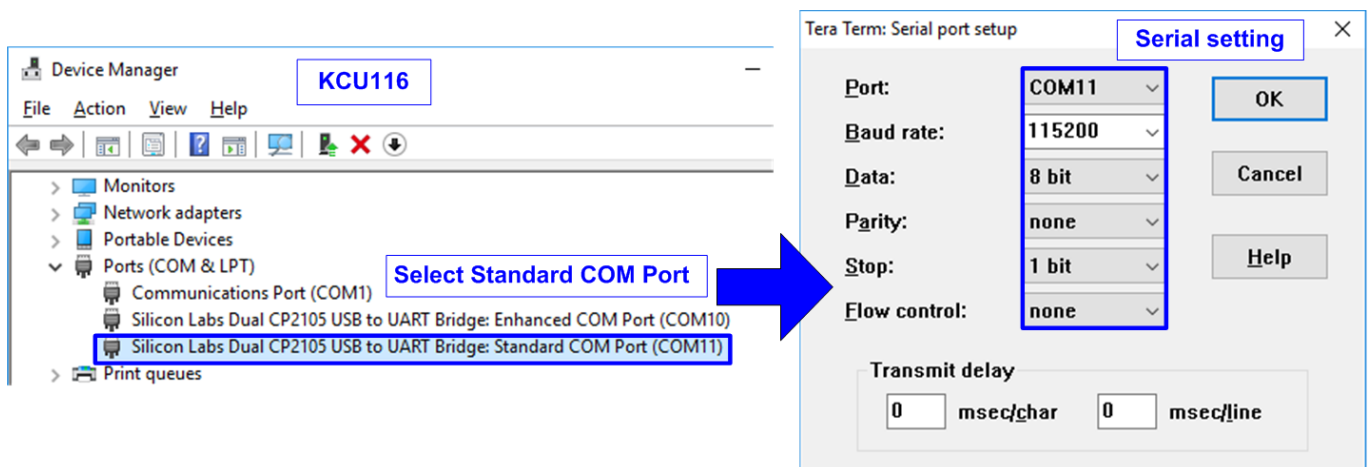 Device Manager
KCU116
File Action View Help
Monitors
Network adapters
Portable Devices
Ports (COM & LPT)
Communications Port (COM1)
Silicon Labs Dual CP2105 USB to UART Bridge: Enhanced COM Port (COM10)
Silicon Labs Dual CP2105 USB to UART Bridge: Standard COM Port (COM11)
Print queues
Select Standard COM Port
Tera Term: Serial port setup
Serial setting
Port: COM11
OK
Baud rate: 115200
Data: 8 bit
Cancel
Parity: none
Stop: 1 bit
Help
Flow control: none
Transmit delay
0 msec/char 0 msec/line